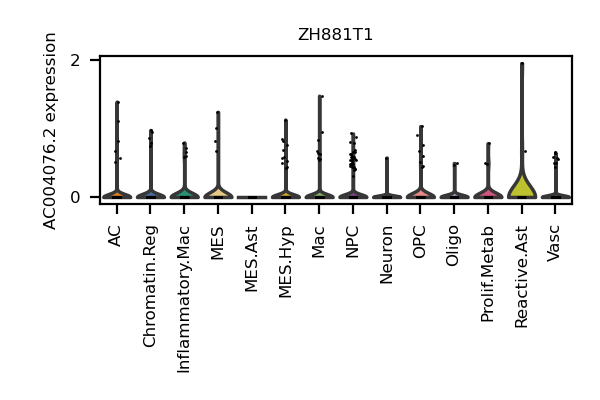 ZH881T1
AC004076.2 expression
2
0
AC
Chromatin.Reg
Inflammatory.Mac
MES
MES.Ast
MES.Hyp
Mac
NPC
Neuron
OPC
Oligo
Prolif.Metab
Reactive.Ast
Vasc